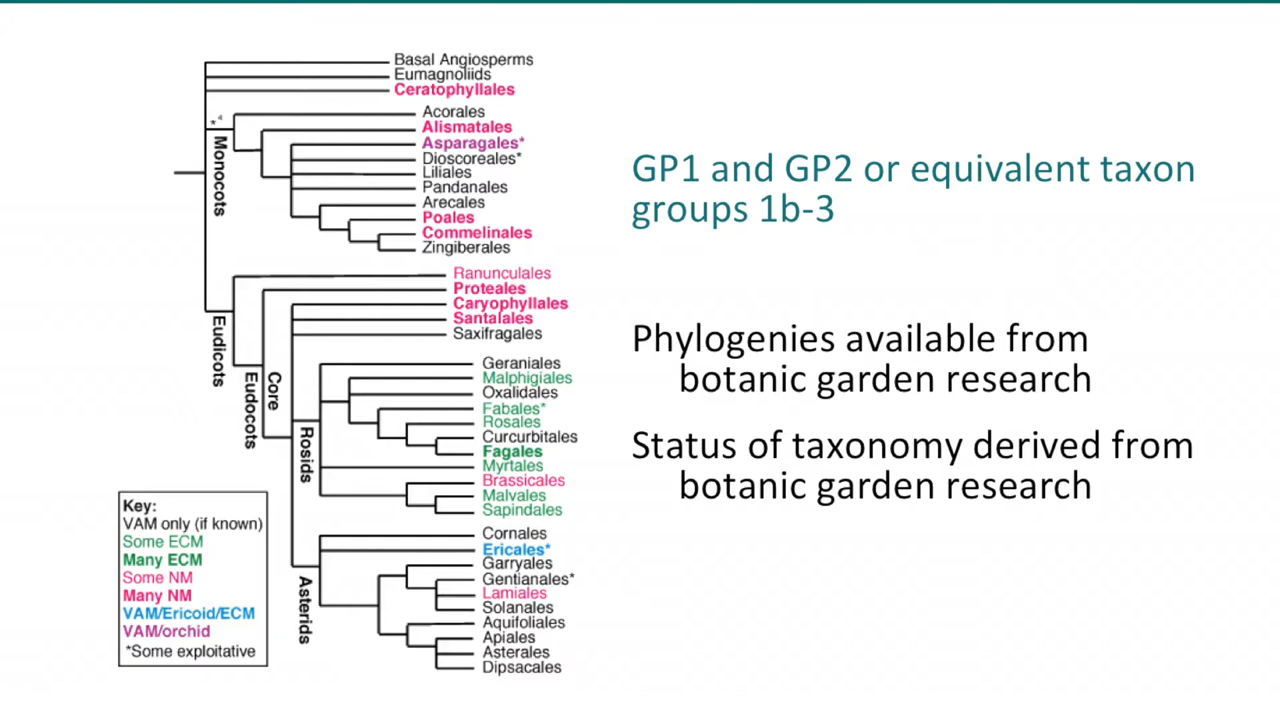 Basal Angiosperms
Eumagnoliids
Ceratophyllales
Acorales
Alismatales
Asparagales*
Dioscoreales*
Liliales
Pandanales
Arecales
Poales
Commelinales
Zingiberales
Monocots
Ranunculales
Proteales
Caryophyllales
Santalales
Saxifragales
Eudicots
Eudocots
Core
Geraniales
Malphigiales
Oxalidales
Fabales*
Rosales
Curcurbitales
Fagales
Myrtales
Brassicales
Malvales
Sapindales
Rosids
Cornales
Ericales*
Garryales
Gentianales*
Lamiales
Solanales
Aquifoliales
Apiales
Asterales
Dipsacales
Asterids
Key:
VAM only (if known)
Some ECM
Many ECM
Some NM
Many NM
VAM/Ericoid/ECM
VAM/orchid
*Some exploitative
GP1 and GP2 or equivalent taxon
groups 1b-3
Phylogenies available from
botanic garden research
Status of taxonomy derived from
botanic garden research